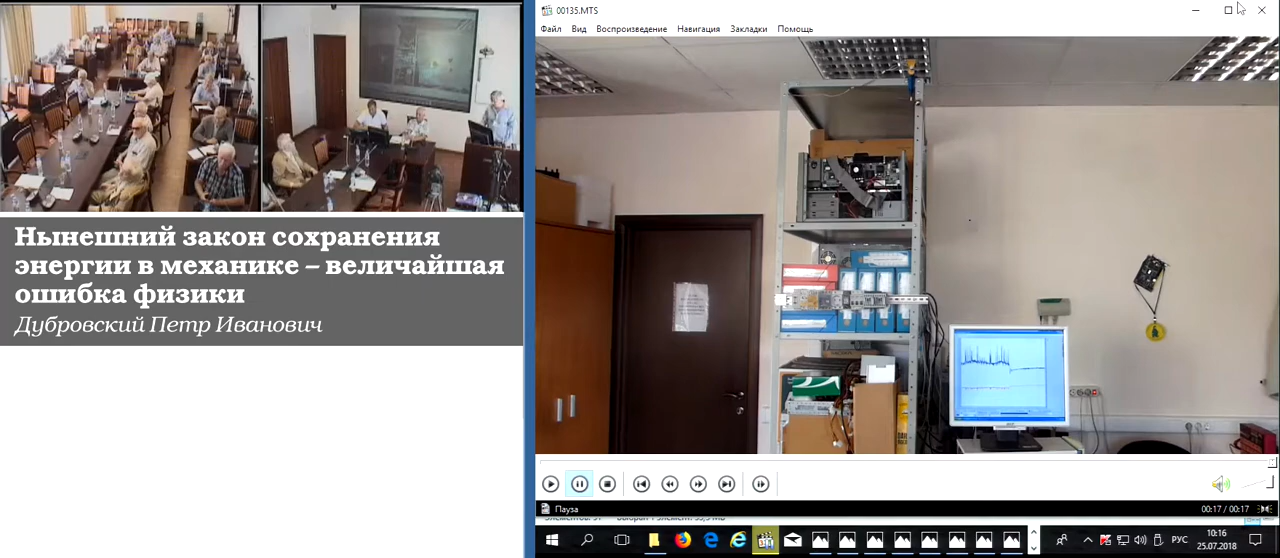 Нынешний закон сохранения
энергии в механике – величайшая
ошибка физики
Дубровский Петр Иванович
00135.MTS
Файл Вид Воспроизведение Навигация Закладки Помощь
Пауза
00:17 / 00:17
РУС
10:16
25.07.2018